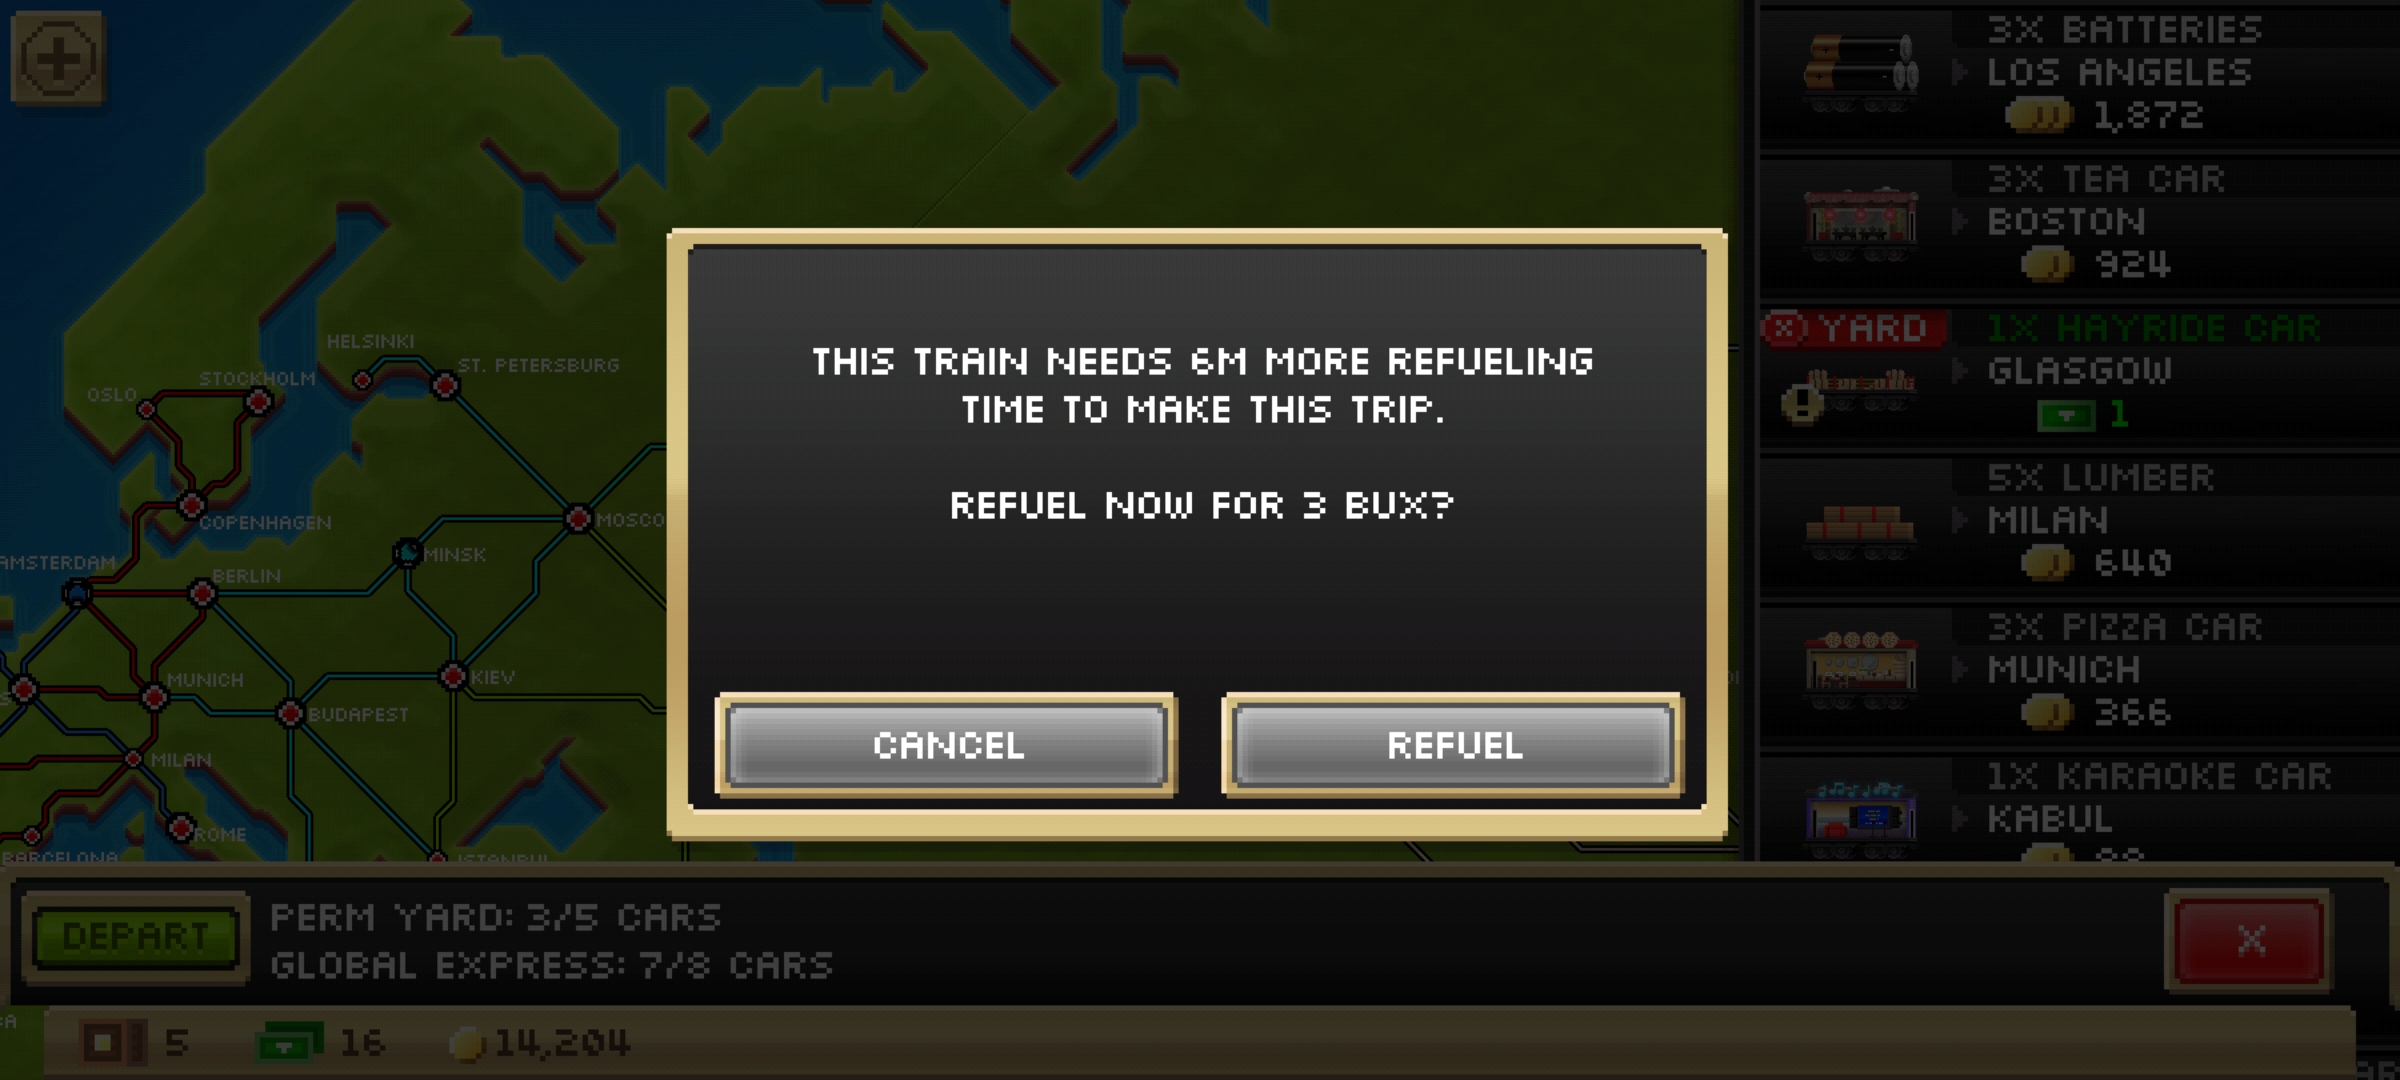 THIS TRAIN NEEDS 6M MORE REFUELING
TIME TO MAKE THIS TRIP.
REFUEL NOW FOR 3 BUX?
CANCEL
REFUEL
HELSINKI
ST. PETERSBURG
STOCKHOLM
OSLO
COPENHAGEN
MOSCO
MINSK
AMSTERDAM
BERLIN
MUNICH
KIEV
BUDAPEST
MILAN
ROME
BARCELONA
ISTANBUL
3X BATTERIES
LOS ANGELES
1,872
3X TEA CAR
BOSTON
924
X YARD
1X HAYRIDE CAR
GLASGOW
1
5X LUMBER
MILAN
640
3X PIZZA CAR
MUNICH
366
1X KARAOKE CAR
KABUL
DEPART
PERM YARD: 3/5 CARS
GLOBAL EXPRESS: 7/8 CARS
X
5
16
14,204